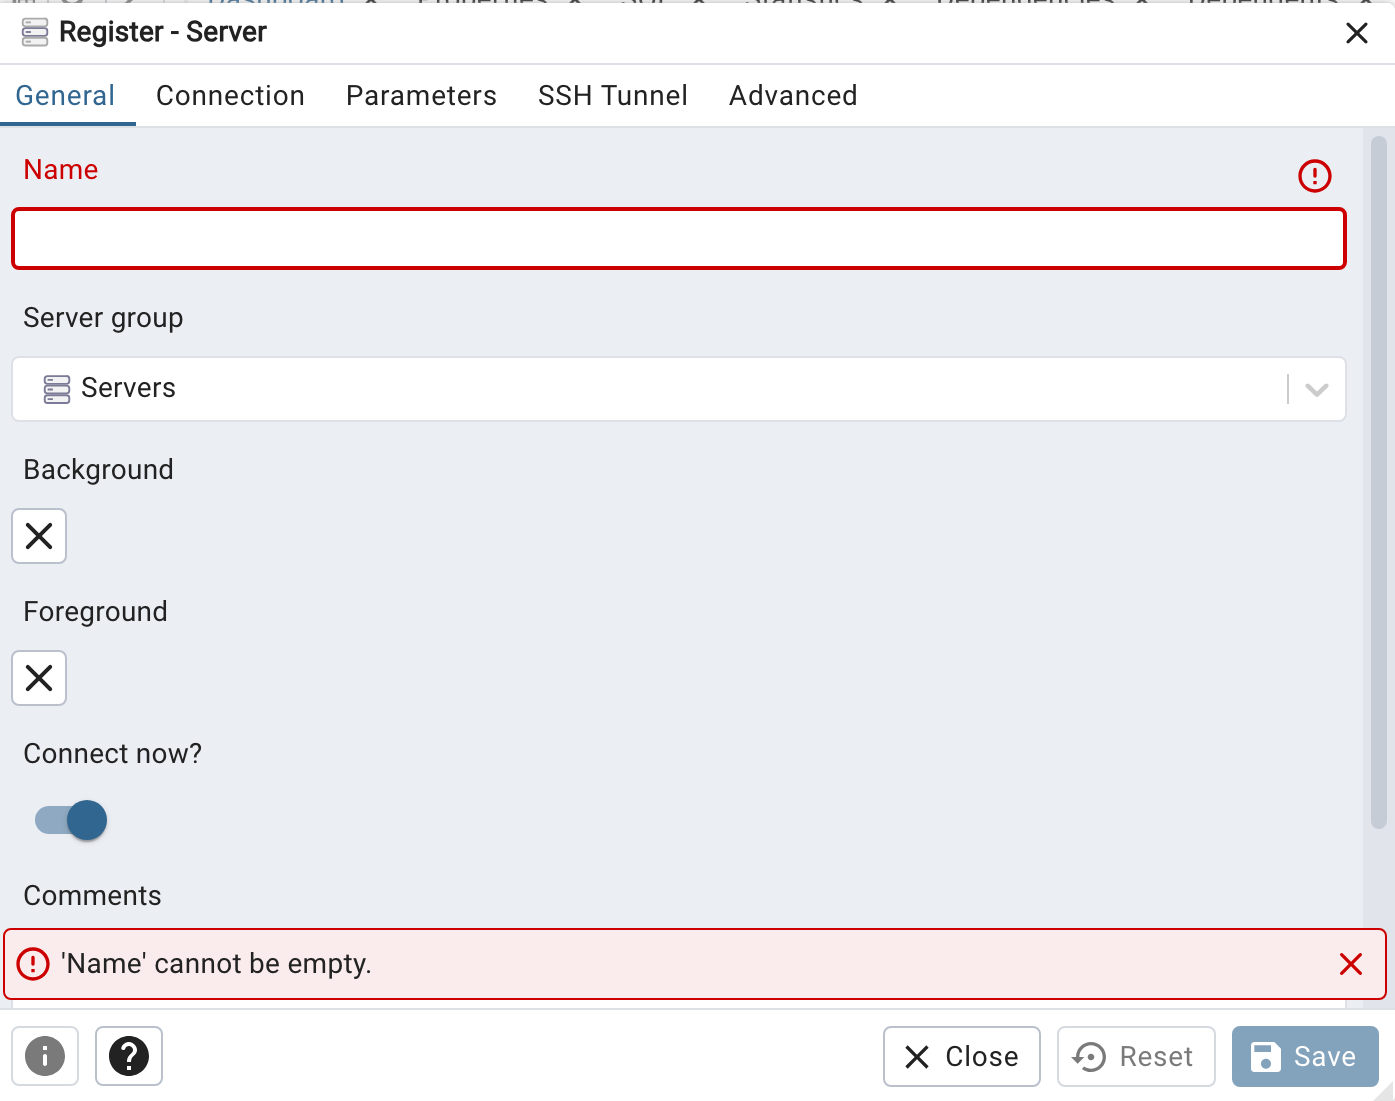 Register - Server
General Connection Parameters SSH Tunnel Advanced
Name
Server group
Servers
Background
Foreground
Connect now?
Comments
'Name' cannot be empty.
Close Reset Save